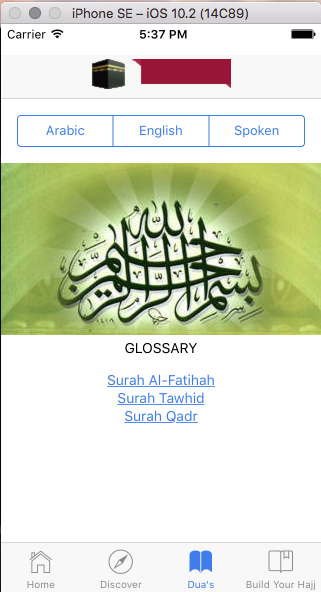 iPhone SE – iOS 10.2 (14C89)
Carrier 5:37 PM
Arabic English Spoken
بسم الله الرحمن الرحيم
GLOSSARY
Surah Al-Fatihah
Surah Tawhid
Surah Qadr
Home Discover Dua's Build Your Hajj